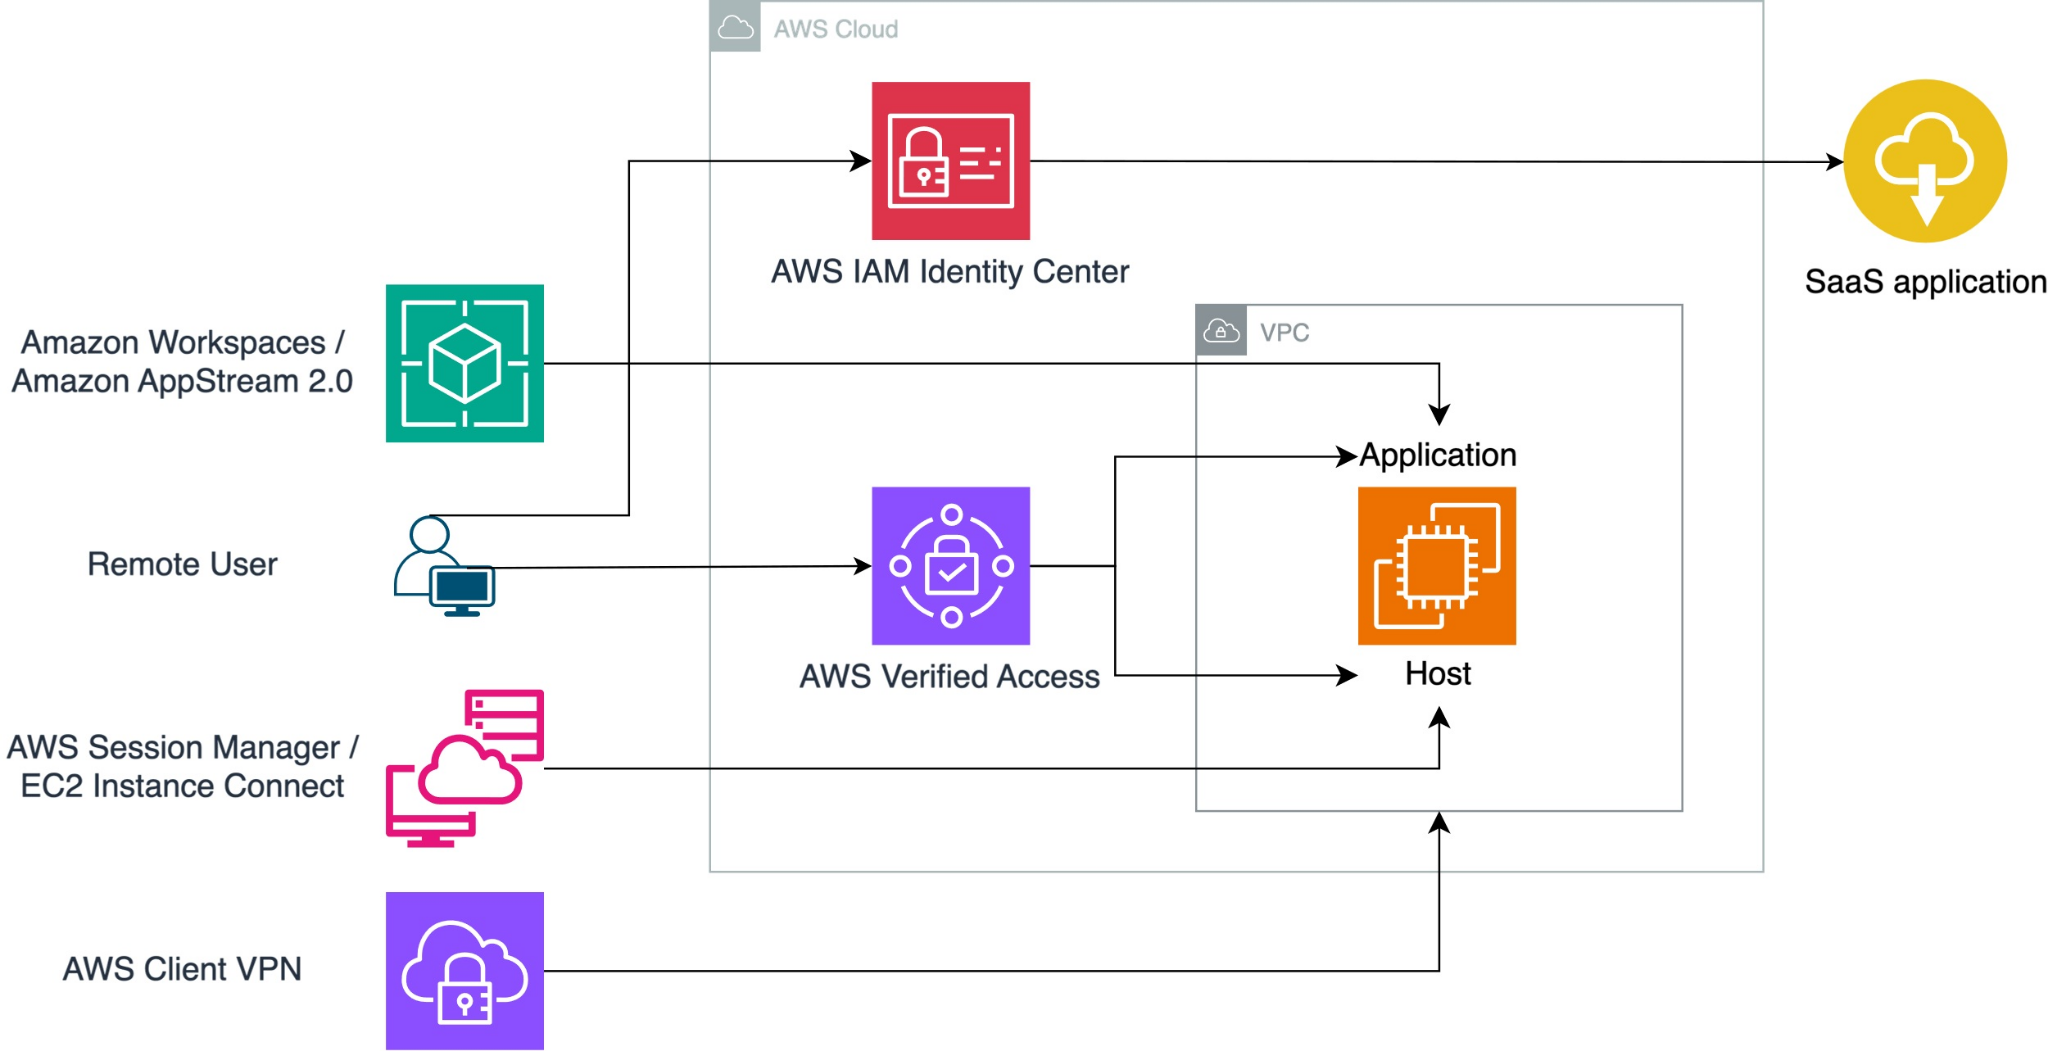 AWS Cloud
AWS IAM Identity Center
SaaS application
Amazon Workspaces /
Amazon AppStream 2.0
VPC
Application
Remote User
AWS Verified Access
Host
AWS Session Manager /
EC2 Instance Connect
AWS Client VPN